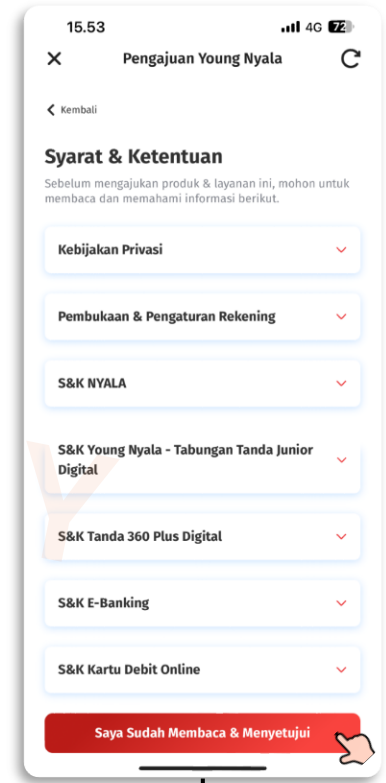 15.53
4G 72
Pengajuan Young Nyala
Kembali
Syarat & Ketentuan
Sebelum mengajukan produk & layanan ini, mohon untuk
membaca dan memahami informasi berikut.
Kebijakan Privasi
Pembukaan & Pengaturan Rekening
S&K NYALA
S&K Young Nyala - Tabungan Tanda Junior
Digital
S&K Tanda 360 Plus Digital
S&K E-Banking
S&K Kartu Debit Online
Saya Sudah Membaca & Menyetujui